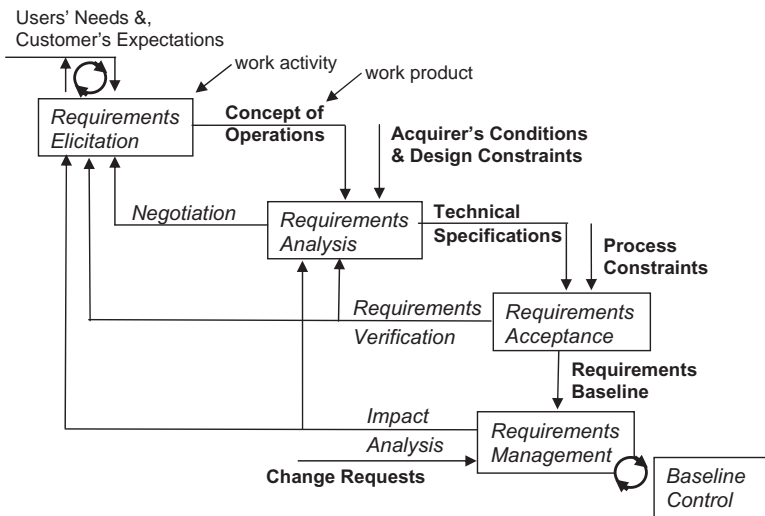 Users' Needs &,
Customer's Expectations
work activity
work product
Requirements
Elicitation
Concept of
Operations
Acquirer's Conditions
& Design Constraints
Negotiation
Requirements
Analysis
Technical
Specifications
Process
Constraints
Requirements
Verification
Requirements
Acceptance
Requirements
Baseline
Impact
Analysis
Requirements
Management
Change Requests
Baseline
Control